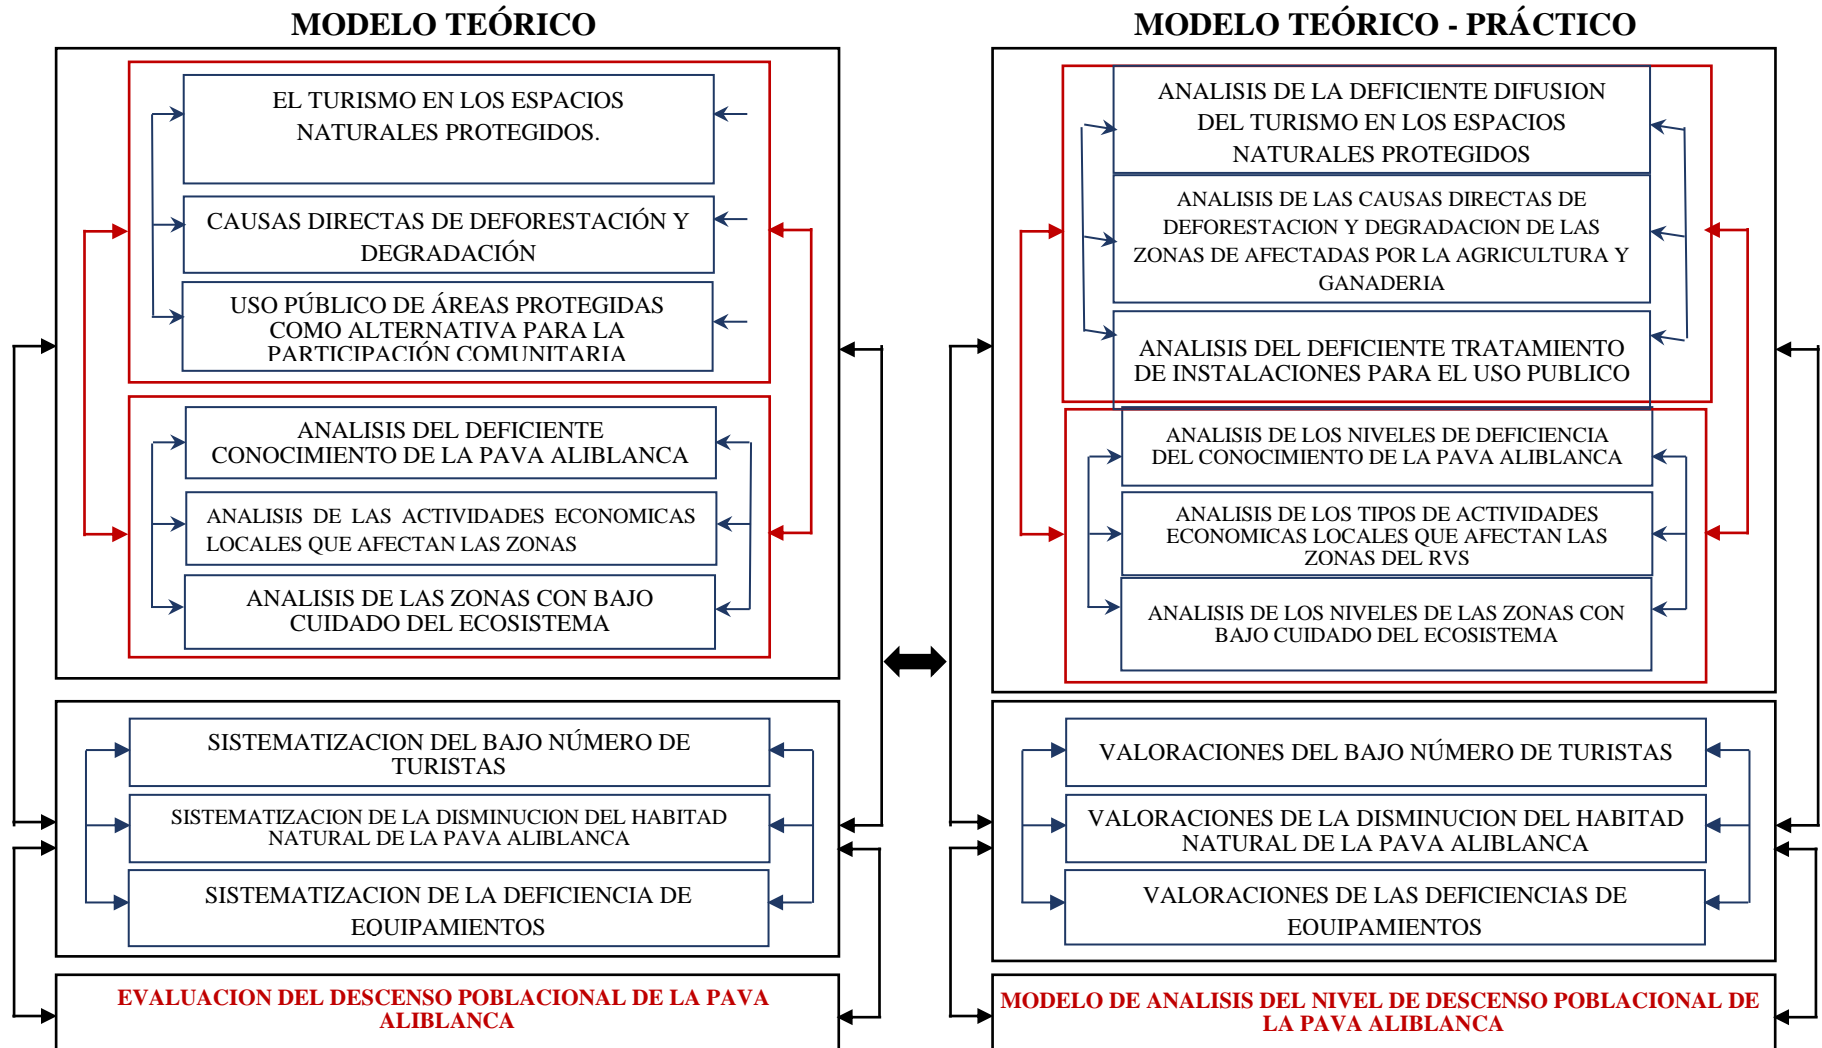 MODELO TEÓRICO
EL TURISMO EN LOS ESPACIOS
NATURALES PROTEGIDOS.
CAUSAS DIRECTAS DE DEFORESTACIÓN Y
DEGRADACIÓN
USO PÚBLICO DE ÁREAS PROTEGIDAS
COMO ALTERNATIVA PARA LA
PARTICIPACIÓN COMUNITARIA
ANALISIS DEL DEFICIENTE
CONOCIMIENTO DE LA PAVA ALIBLANCA
ANALISIS DE LAS ACTIVIDADES ECONOMICAS
LOCALES QUE AFECTAN LAS ZONAS
ANALISIS DE LAS ZONAS CON BAJO
CUIDADO DEL ECOSISTEMA
SISTEMATIZACION DEL BAJO NÚMERO DE
TURISTAS
SISTEMATIZACION DE LA DISMINUCION DEL HABITAD
NATURAL DE LA PAVA ALIBLANCA
SISTEMATIZACION DE LA DEFICIENCIA DE
EQUIPAMIENTOS
EVALUACION DEL DESCENSO POBLACIONAL DE LA PAVA
ALIBLANCA
MODELO TEÓRICO - PRÁCTICO
ANALISIS DE LA DEFICIENTE DIFUSION
DEL TURISMO EN LOS ESPACIOS
NATURALES PROTEGIDOS
ANALISIS DE LAS CAUSAS DIRECTAS DE
DEFORESTACION Y DEGRADACION DE LAS
ZONAS DE AFECTADAS POR LA AGRICULTURA Y
GANADERIA
ANALISIS DEL DEFICIENTE TRATAMIENTO
DE INSTALACIONES PARA EL USO PUBLICO
ANALISIS DE LOS NIVELES DE DEFICIENCIA
DEL CONOCIMIENTO DE LA PAVA ALIBLANCA
ANALISIS DE LOS TIPOS DE ACTIVIDADES
ECONOMICAS LOCALES QUE AFECTAN LAS
ZONAS DEL RVS
ANALISIS DE LOS NIVELES DE LAS ZONAS CON
BAJO CUIDADO DEL ECOSISTEMA
VALORACIONES DEL BAJO NÚMERO DE TURISTAS
VALORACIONES DE LA DISMINUCION DEL HABITAD
NATURAL DE LA PAVA ALIBLANCA
VALORACIONES DE LAS DEFICIENCIAS DE
EQUIPAMIENTOS
MODELO DE ANALISIS DEL NIVEL DE DESCENSO POBLACIONAL DE
LA PAVA ALIBLANCA